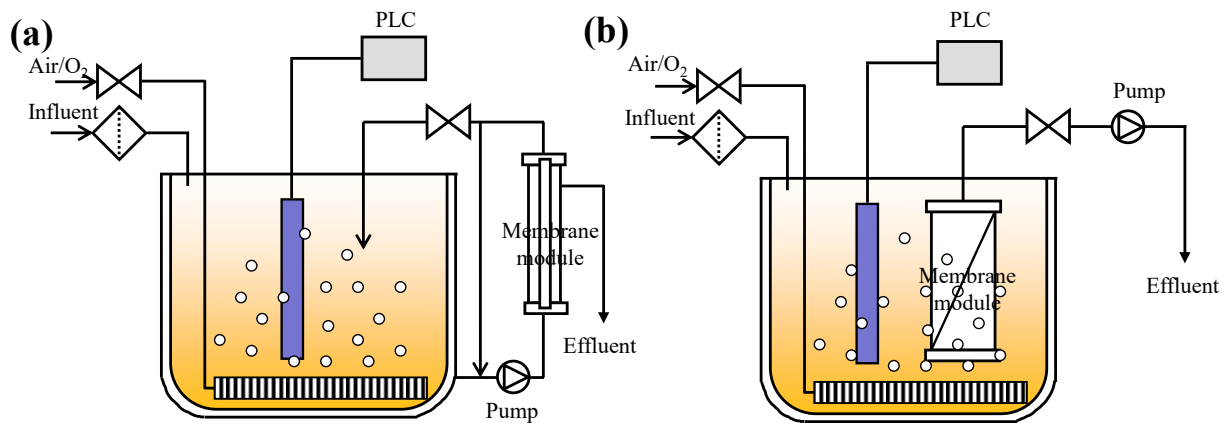 (a)
PLC
Air/O₂
Influent
Membrane
module
Effluent
Pump
(b)
PLC
Air/O₂
Influent
Pump
Membrane
module
Effluent